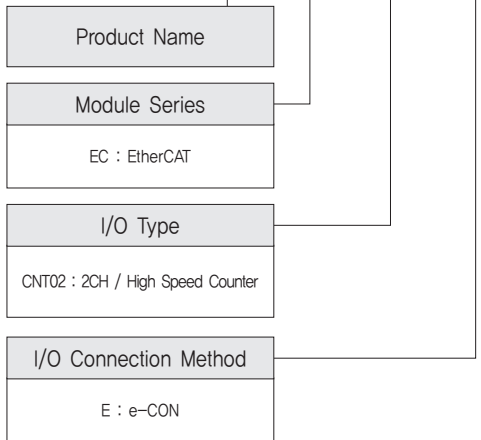 Product Name
Module Series
EC : EtherCAT
I/O Type
CNT02 : 2CH / High Speed Counter
I/O Connection Method
E : e-CON